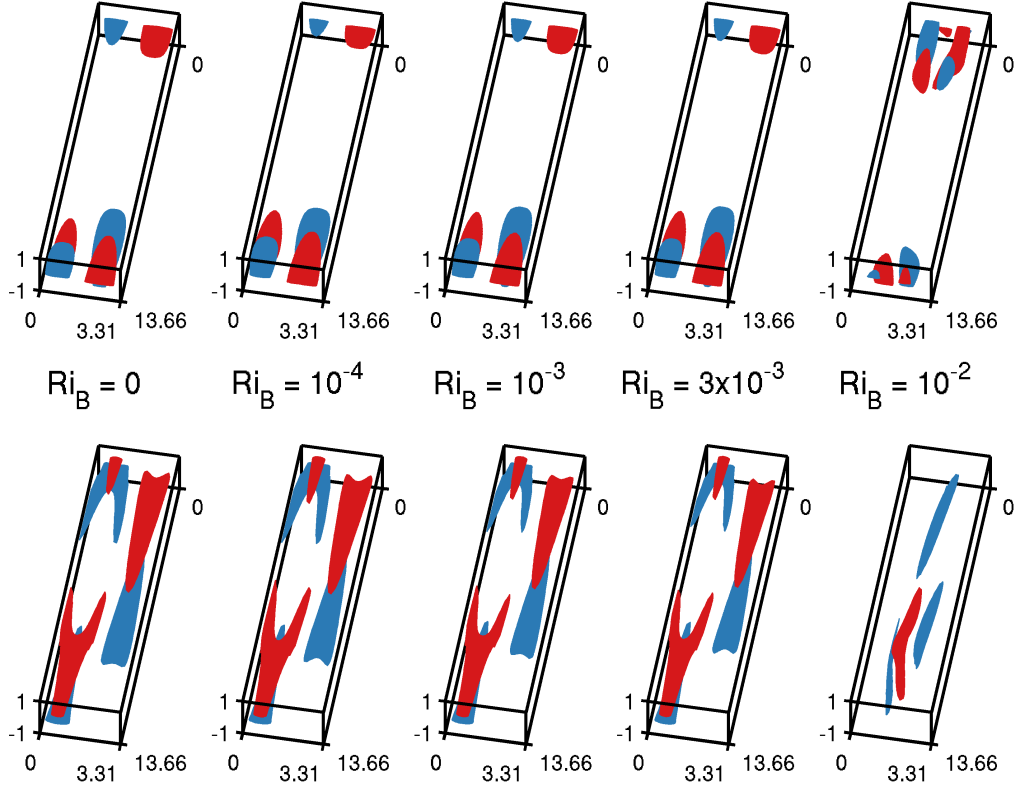 0 0 0 0 0
1 1 1 1 1
-1 -1 -1 -1 -1
0 3.31 13.66 0 3.31 13.66 0 3.31 13.66 0 3.31 13.66 0 3.31 13.66
Ri_B = 0 Ri_B = 10^-4 Ri_B = 10^-3 Ri_B = 3x10^-3 Ri_B = 10^-2
0 0 0 0 0
1 1 1 1 1
-1 -1 -1 -1 -1
0 3.31 13.66 0 3.31 13.66 0 3.31 13.66 0 3.31 13.66 0 3.31 13.66